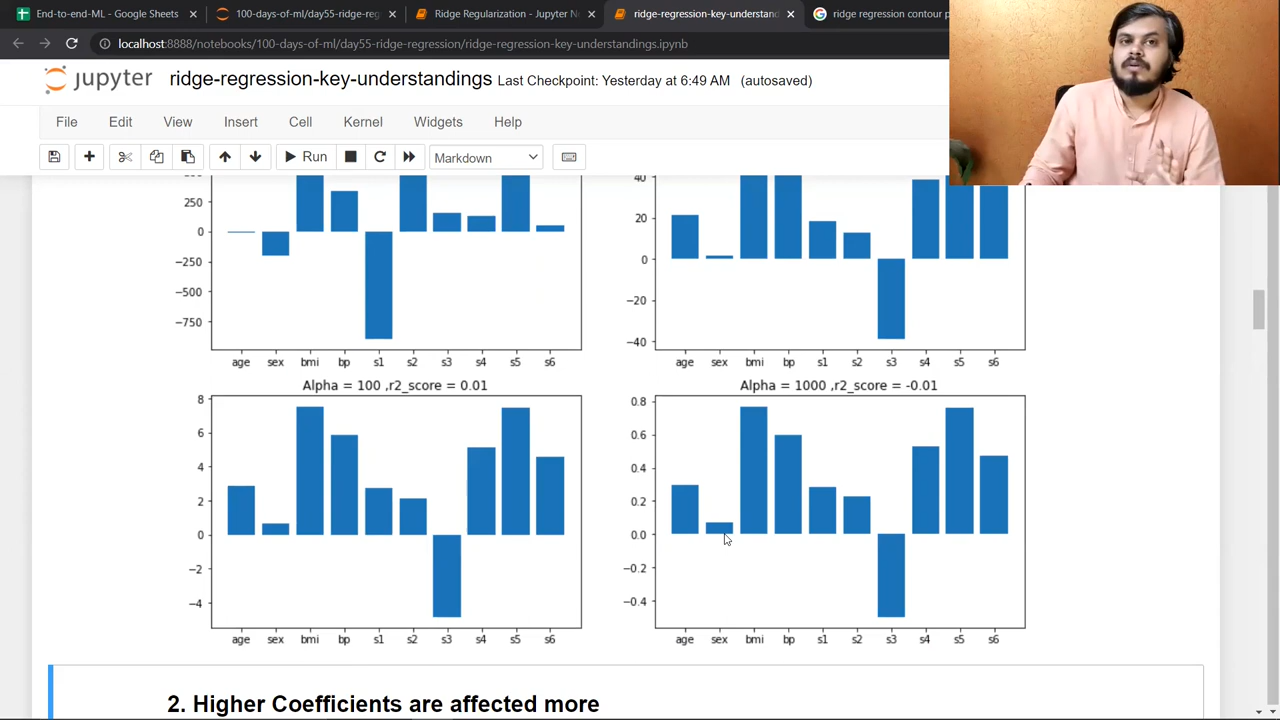 End-to-end-ML - Google Sheets
100-days-of-ml/day55-ridge-reg
Ridge Regularization - Jupyter No
ridge-regression-key-understand
ridge regression contour p
localhost:8888/notebooks/100-days-of-ml/day55-ridge-regression/ridge-regression-key-understandings.ipynb
jupyter ridge-regression-key-understandings Last Checkpoint: Yesterday at 6:49 AM (autosaved)
File Edit View Insert Cell Kernel Widgets Help
Run Markdown
250
0
−250
−500
−750
age sex bmi bp s1 s2 s3 s4 s5 s6
40
20
0
−20
−40
age sex bmi bp s1 s2 s3 s4 s5 s6
Alpha = 100 ,r2_score = 0.01
8
6
4
2
0
−2
−4
age sex bmi bp s1 s2 s3 s4 s5 s6
Alpha = 1000 ,r2_score = -0.01
0.8
0.6
0.4
0.2
0.0
−0.2
−0.4
age sex bmi bp s1 s2 s3 s4 s5 s6
2. Higher Coefficients are affected more